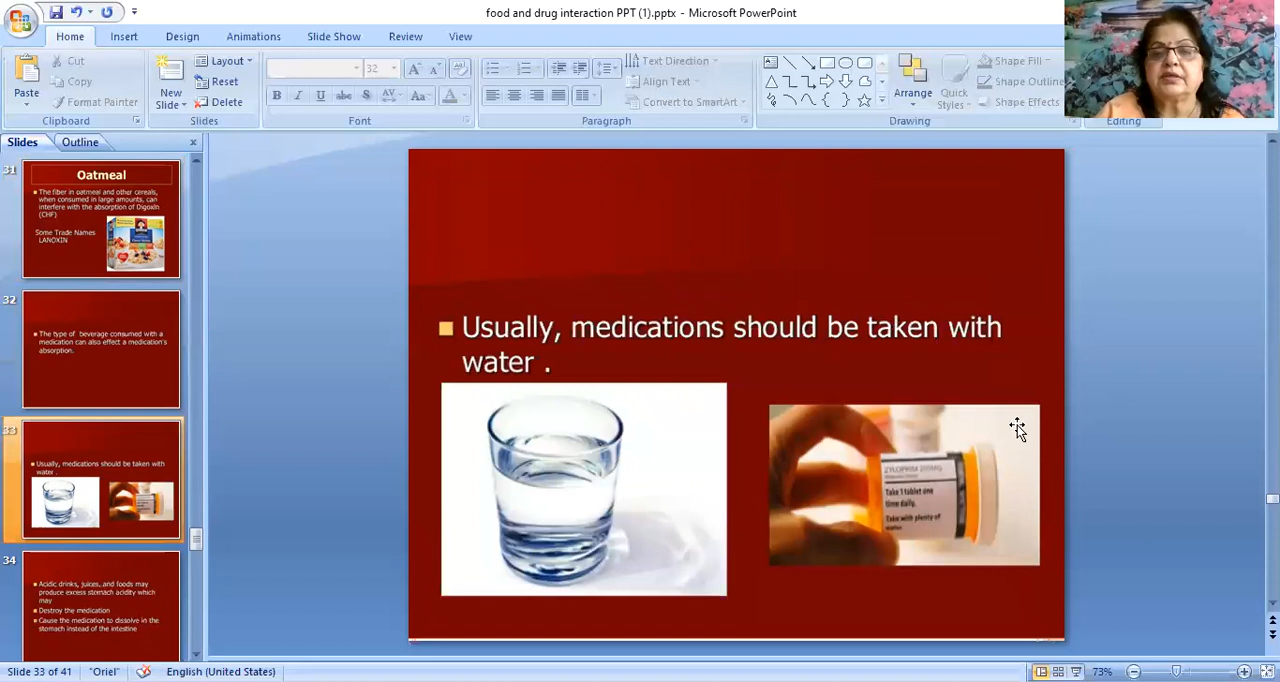 food and drug interaction PPT (1).pptx - Microsoft PowerPoint
Home Insert Design Animations Slide Show Review View
Cut
Copy
Format Painter
Paste
Clipboard
New
Slide
Layout
Reset
Delete
Slides
32
B I U abc S AV Aa A
Font
Text Direction
Align Text
Convert to SmartArt
Paragraph
Arrange
Quick
Styles
Shape Fill
Shape Outline
Shape Effects
Drawing
Editing
Slides Outline
31
Oatmeal
The fiber in oatmeal and other cereals,
when consumed in large amounts, can
interfere with the absorption of Digoxin
(CHF)
Some Trade Names
LANOXIN
32
The type of beverage consumed with a
medication can also effect a medication's
absorption.
33
Usually, medications should be taken with
water .
34
Acidic drinks, juices, and foods may
produce excess stomach acidity which
may
Destroy the medication
Cause the medication to dissolve in the
stomach instead of the intestine
Usually, medications should be taken with
water .
Take 1 tablet one
time daily.
Take with plenty of
Slide 33 of 41 "Oriel" English (United States) 73%